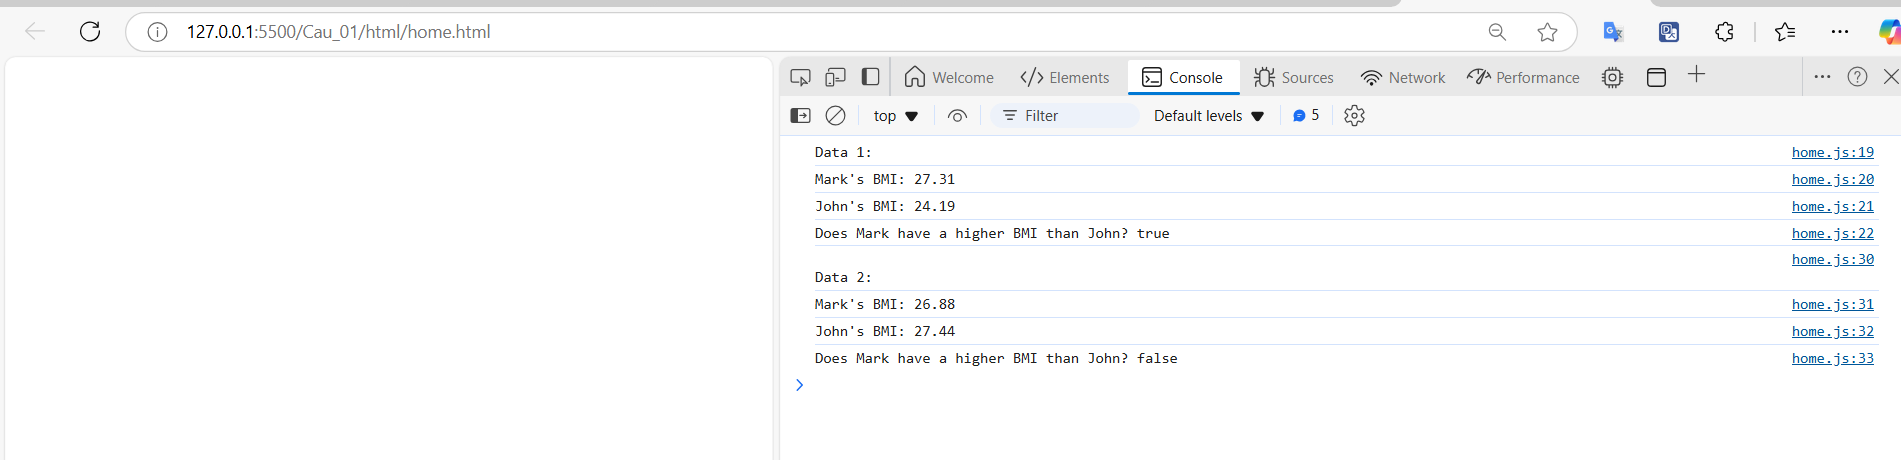 127.0.0.1:5500/Cau_01/html/home.html
Welcome Elements Console Sources Network Performance
top Filter Default levels 5
Data 1: home.js:19
Mark's BMI: 27.31 home.js:20
John's BMI: 24.19 home.js:21
Does Mark have a higher BMI than John? true home.js:22
home.js:30
Data 2:
Mark's BMI: 26.88 home.js:31
John's BMI: 27.44 home.js:32
Does Mark have a higher BMI than John? false home.js:33